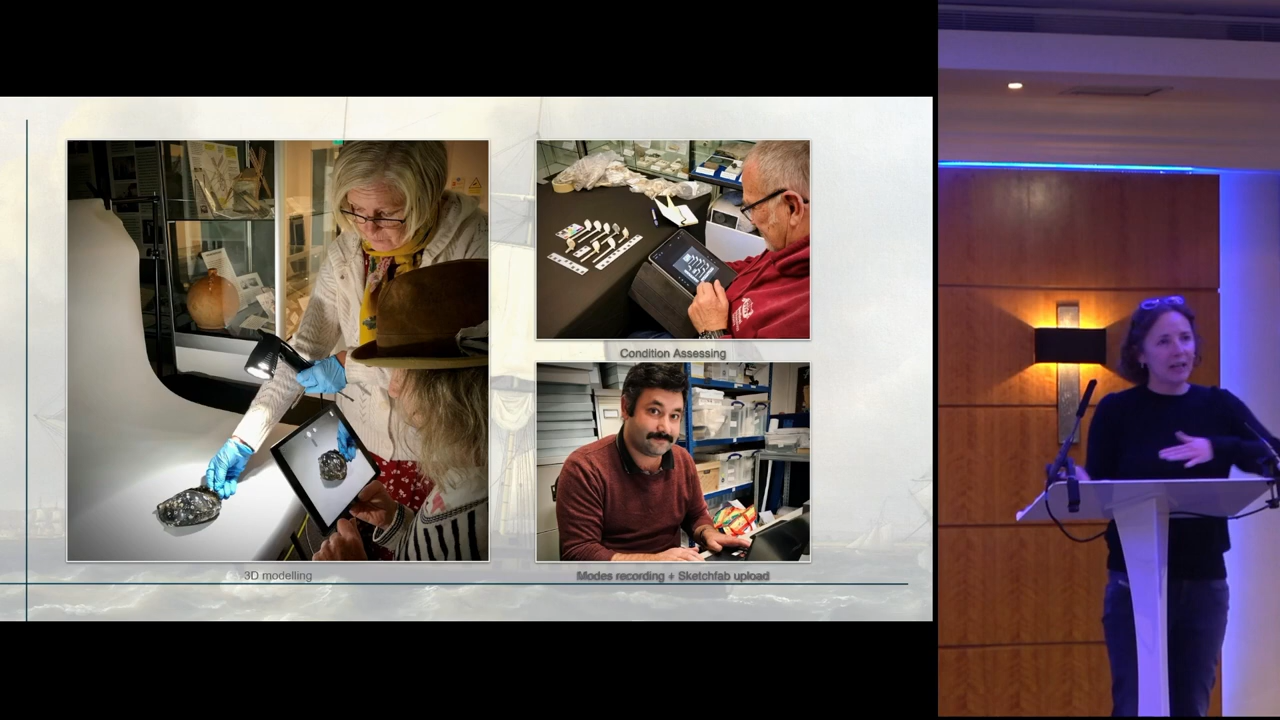 3D modelling
Condition Assessing
Modes recording + Sketchfab upload